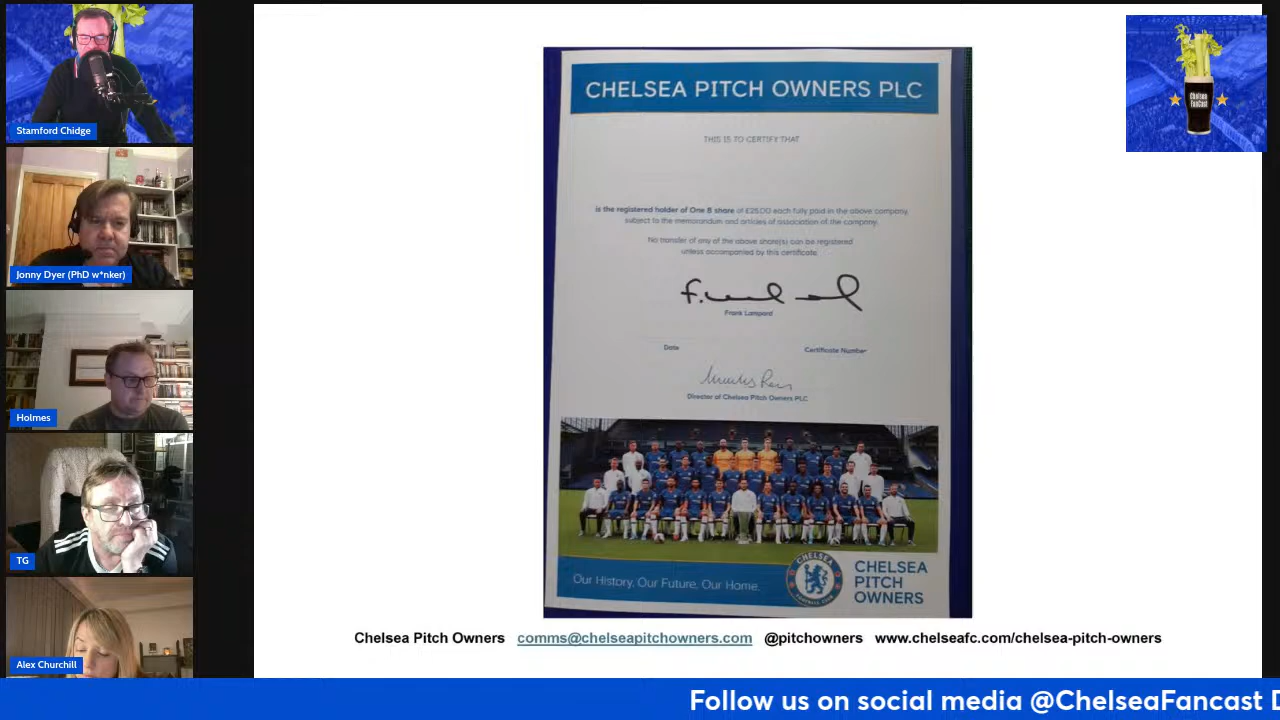 Stamford Chidge
Jonny Dyer (PhD w*nker)
Holmes
TG
Alex Churchill
CHELSEA PITCH OWNERS PLC
THIS IS TO CERTIFY THAT
is the registered holder of One B share of £25.00 each fully paid in the above company,
subject to the memorandum and articles of association of the company.
No transfer of any of the above share(s) can be registered
unless accompanied by this certificate.
Frank Lampard
Date
Certificate Number
Director of Chelsea Pitch Owners PLC
Our History. Our Future. Our Home.
CHELSEA
FOOTBALL CLUB
CHELSEA
PITCH
OWNERS
Chelsea Pitch Owners comms@chelseapitchowners.com @pitchowners www.chelseafc.com/chelsea-pitch-owners
Chelsea
FanCast
Follow us on social media @ChelseaFancast D